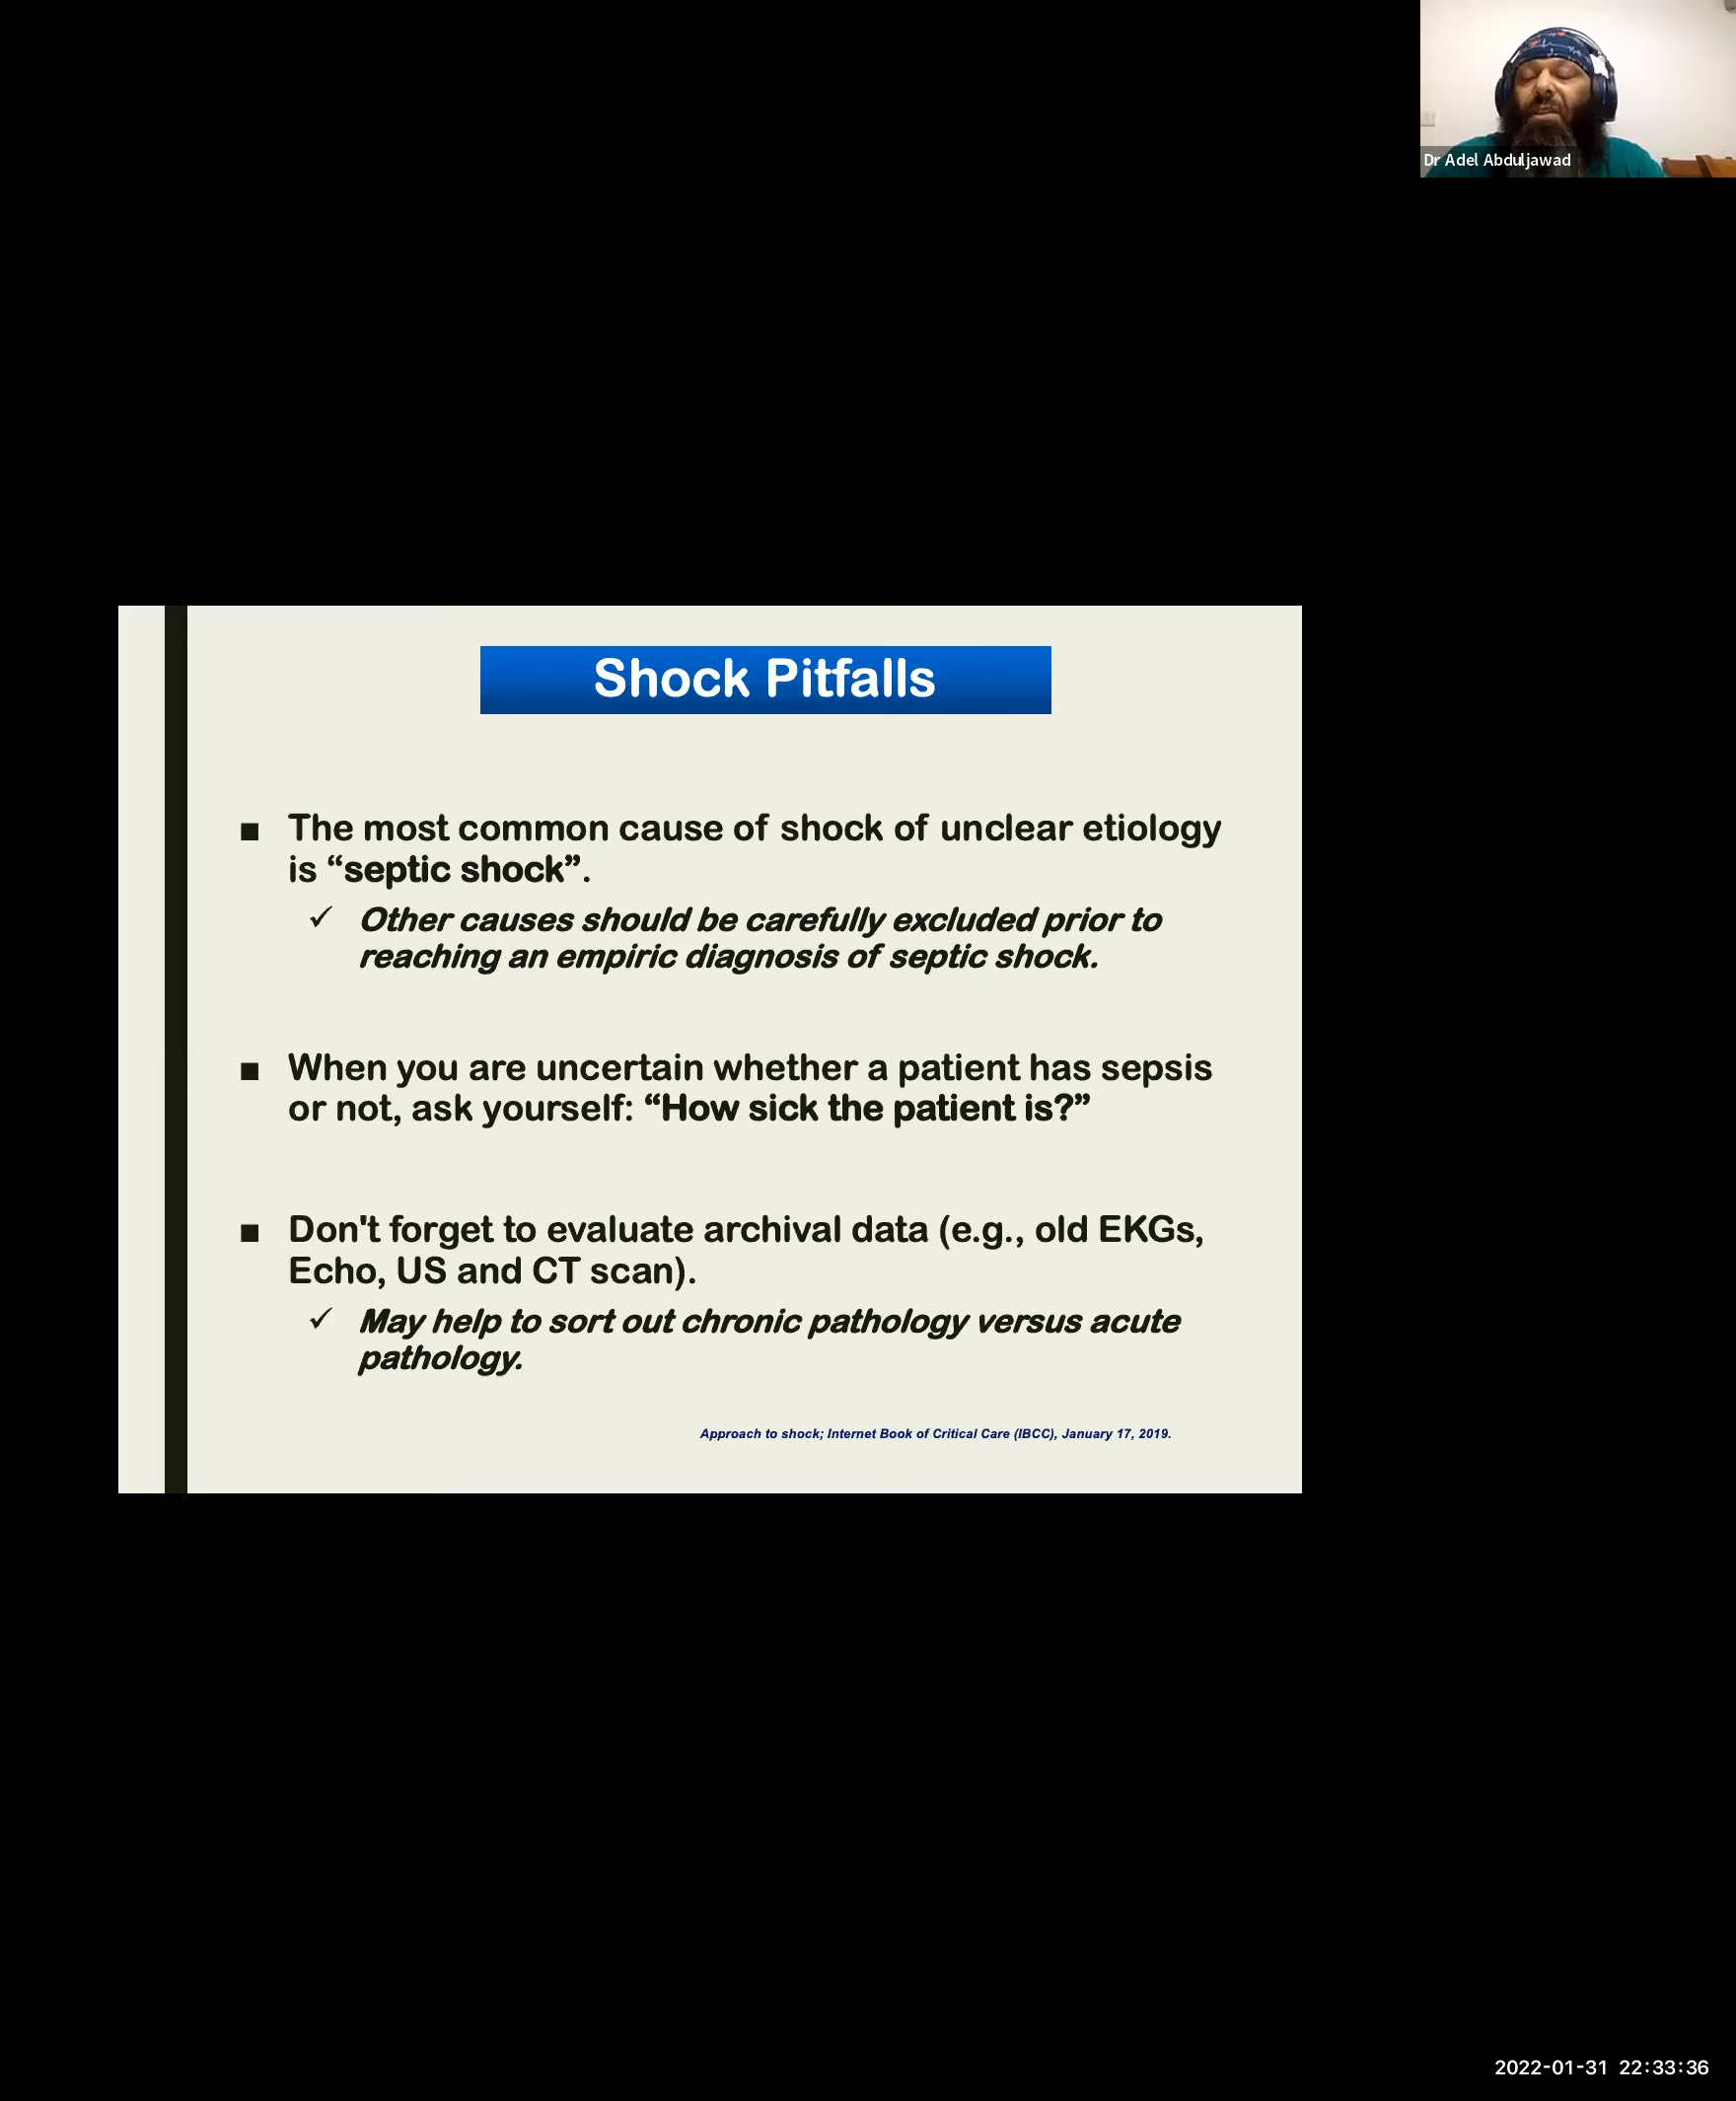 Dr Adel Abduljawad
Shock Pitfalls
■ The most common cause of shock of unclear etiology
is “septic shock”.
✓ Other causes should be carefully excluded prior to
reaching an empiric diagnosis of septic shock.
■ When you are uncertain whether a patient has sepsis
or not, ask yourself: “How sick the patient is?”
■ Don't forget to evaluate archival data (e.g., old EKGs,
Echo, US and CT scan).
✓ May help to sort out chronic pathology versus acute
pathology.
Approach to shock; Internet Book of Critical Care (IBCC), January 17, 2019.
2022-01-31 22:33:36